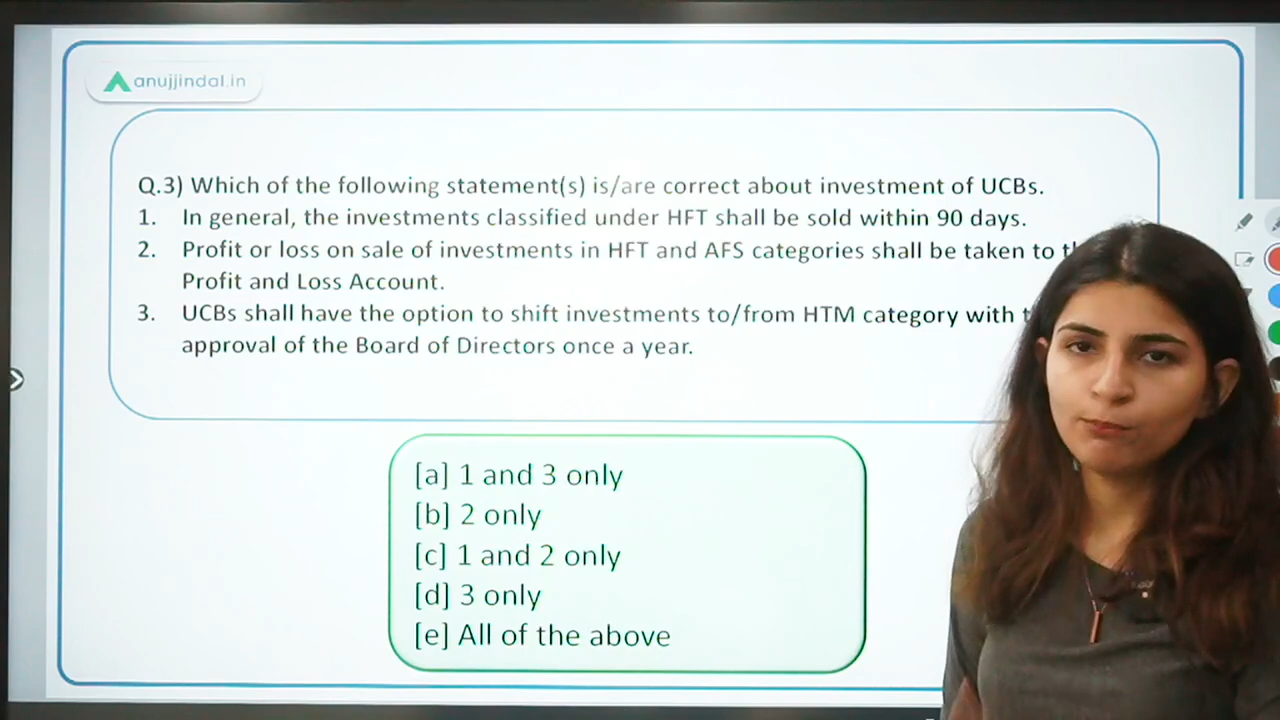 anujjindal.in
Q.3) Which of the following statement(s) is/are correct about investment of UCBs.
1. In general, the investments classified under HFT shall be sold within 90 days.
2. Profit or loss on sale of investments in HFT and AFS categories shall be taken to
Profit and Loss Account.
3. UCBs shall have the option to shift investments to/from HTM category with
approval of the Board of Directors once a year.
[a] 1 and 3 only
[b] 2 only
[c] 1 and 2 only
[d] 3 only
[e] All of the above